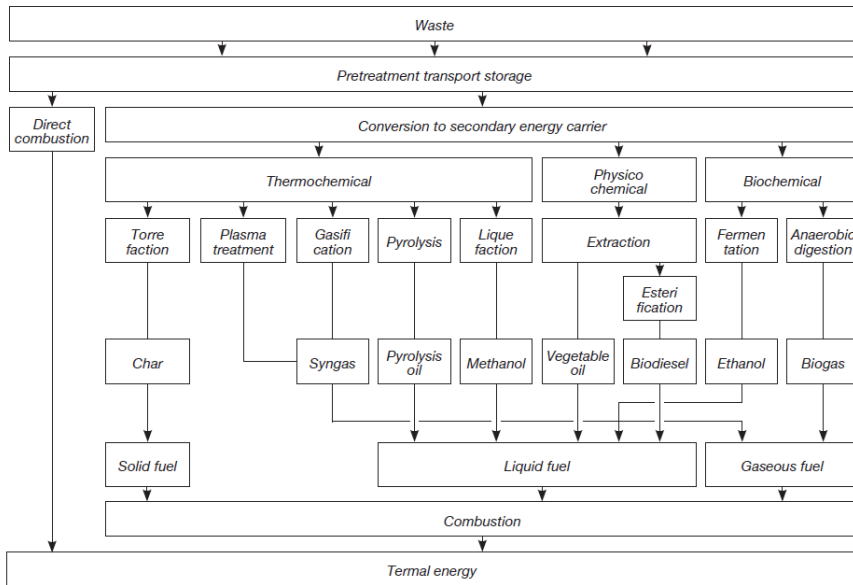 Waste
Pretreatment transport storage
Direct
combustion
Conversion to secondary energy carrier
Thermochemical
Physico
chemical
Biochemical
Torre
faction
Plasma
treatment
Gasifi
cation
Pyrolysis
Lique
faction
Extraction
Fermen
tation
Anaerobic
digestion
Esteri
fication
Char
Syngas
Pyrolysis
oil
Methanol
Vegetable
oil
Biodiesel
Ethanol
Biogas
Solid fuel
Liquid fuel
Gaseous fuel
Combustion
Termal energy